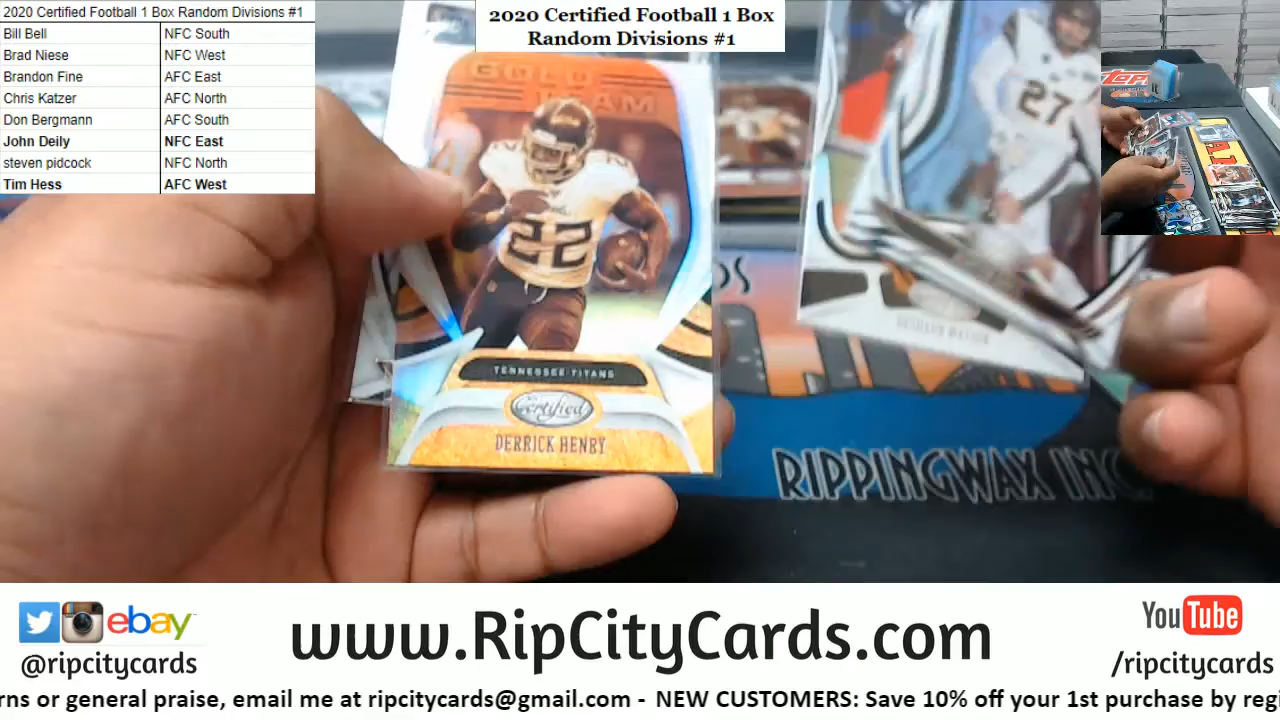 2020 Certified Football 1 Box Random Divisions #1
Bill Bell NFC South
Brad Niese NFC West
Brandon Fine AFC East
Chris Katzer AFC North
Don Bergmann AFC South
John Deily NFC East
steven pidcock NFC North
Tim Hess AFC West
2020 Certified Football 1 Box
Random Divisions #1
GOLD
TEAM
22
TENNESSEE TITANS
Certified
DERRICK HENRY
27
RIPPINGWAX INC
ebay
@ripcitycards
www.RipCityCards.com
YouTube
/ripcitycards
rns or general praise, email me at ripcitycards@gmail.com - NEW CUSTOMERS: Save 10% off your 1st purchase by regi